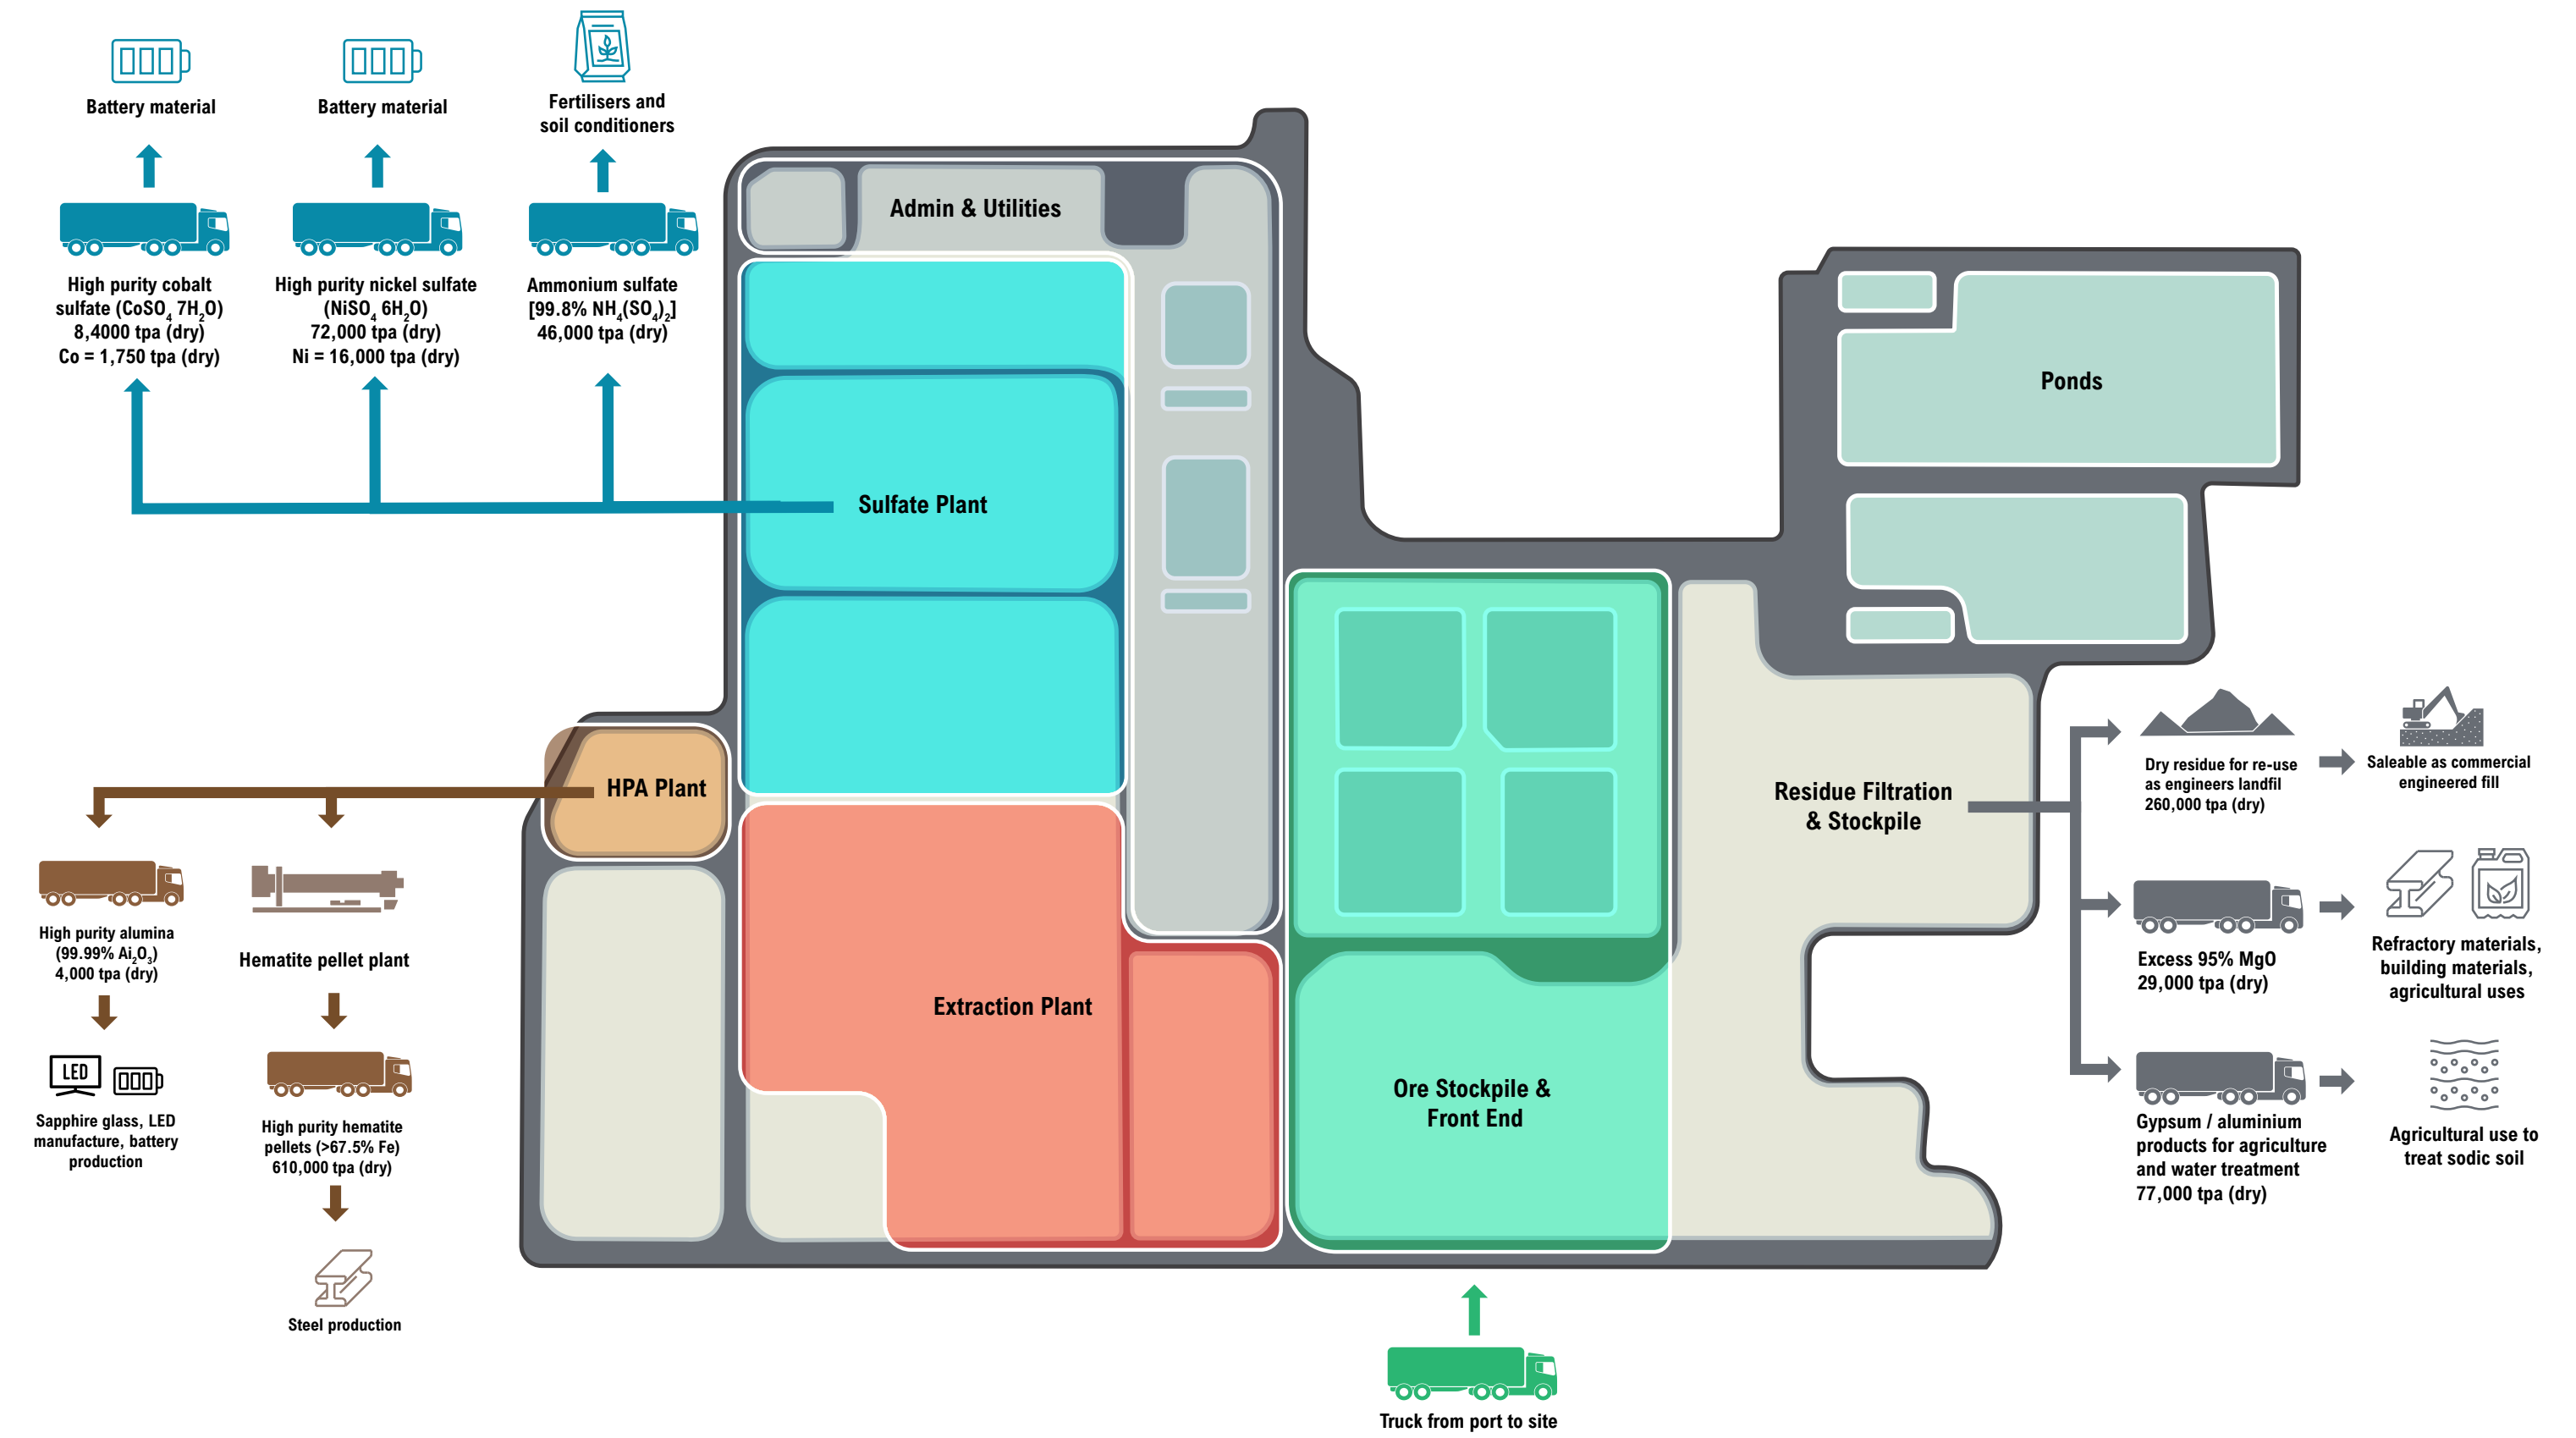 Battery material
Battery material
Fertilisers and
soil conditioners
High purity cobalt
sulfate (CoSO₄ 7H₂O)
8,4000 tpa (dry)
Co = 1,750 tpa (dry)
High purity nickel sulfate
(NiSO₄ 6H₂O)
72,000 tpa (dry)
Ni = 16,000 tpa (dry)
Ammonium sulfate
[99.8% NH₄(SO₄)₂]
46,000 tpa (dry)
Admin & Utilities
Sulfate Plant
Ponds
HPA Plant
Extraction Plant
Ore Stockpile &
Front End
Residue Filtration
& Stockpile
High purity alumina
(99.99% Ai₂O₃)
4,000 tpa (dry)
LED
Sapphire glass, LED
manufacture, battery
production
Hematite pellet plant
High purity hematite
pellets (>67.5% Fe)
610,000 tpa (dry)
Steel production
Dry residue for re-use
as engineers landfil
260,000 tpa (dry)
Saleable as commercial
engineered fill
Excess 95% MgO
29,000 tpa (dry)
Refractory materials,
building materials,
agricultural uses
Gypsum / aluminium
products for agriculture
and water treatment
77,000 tpa (dry)
Agricultural use to
treat sodic soil
Truck from port to site